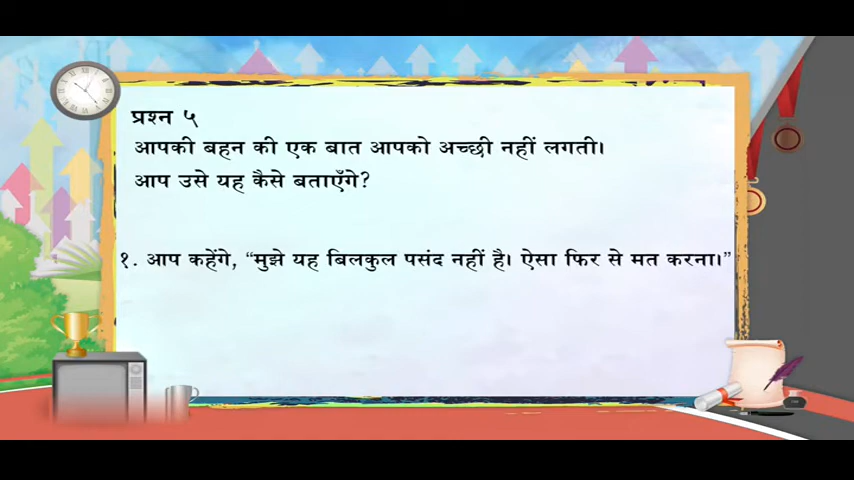 प्रश्न ५
आपकी बहन की एक बात आपको अच्छी नहीं लगती।
आप उसे यह कैसे बताएँगे?
१. आप कहेंगे, “मुझे यह बिलकुल पसंद नहीं है। ऐसा फिर से मत करना।”